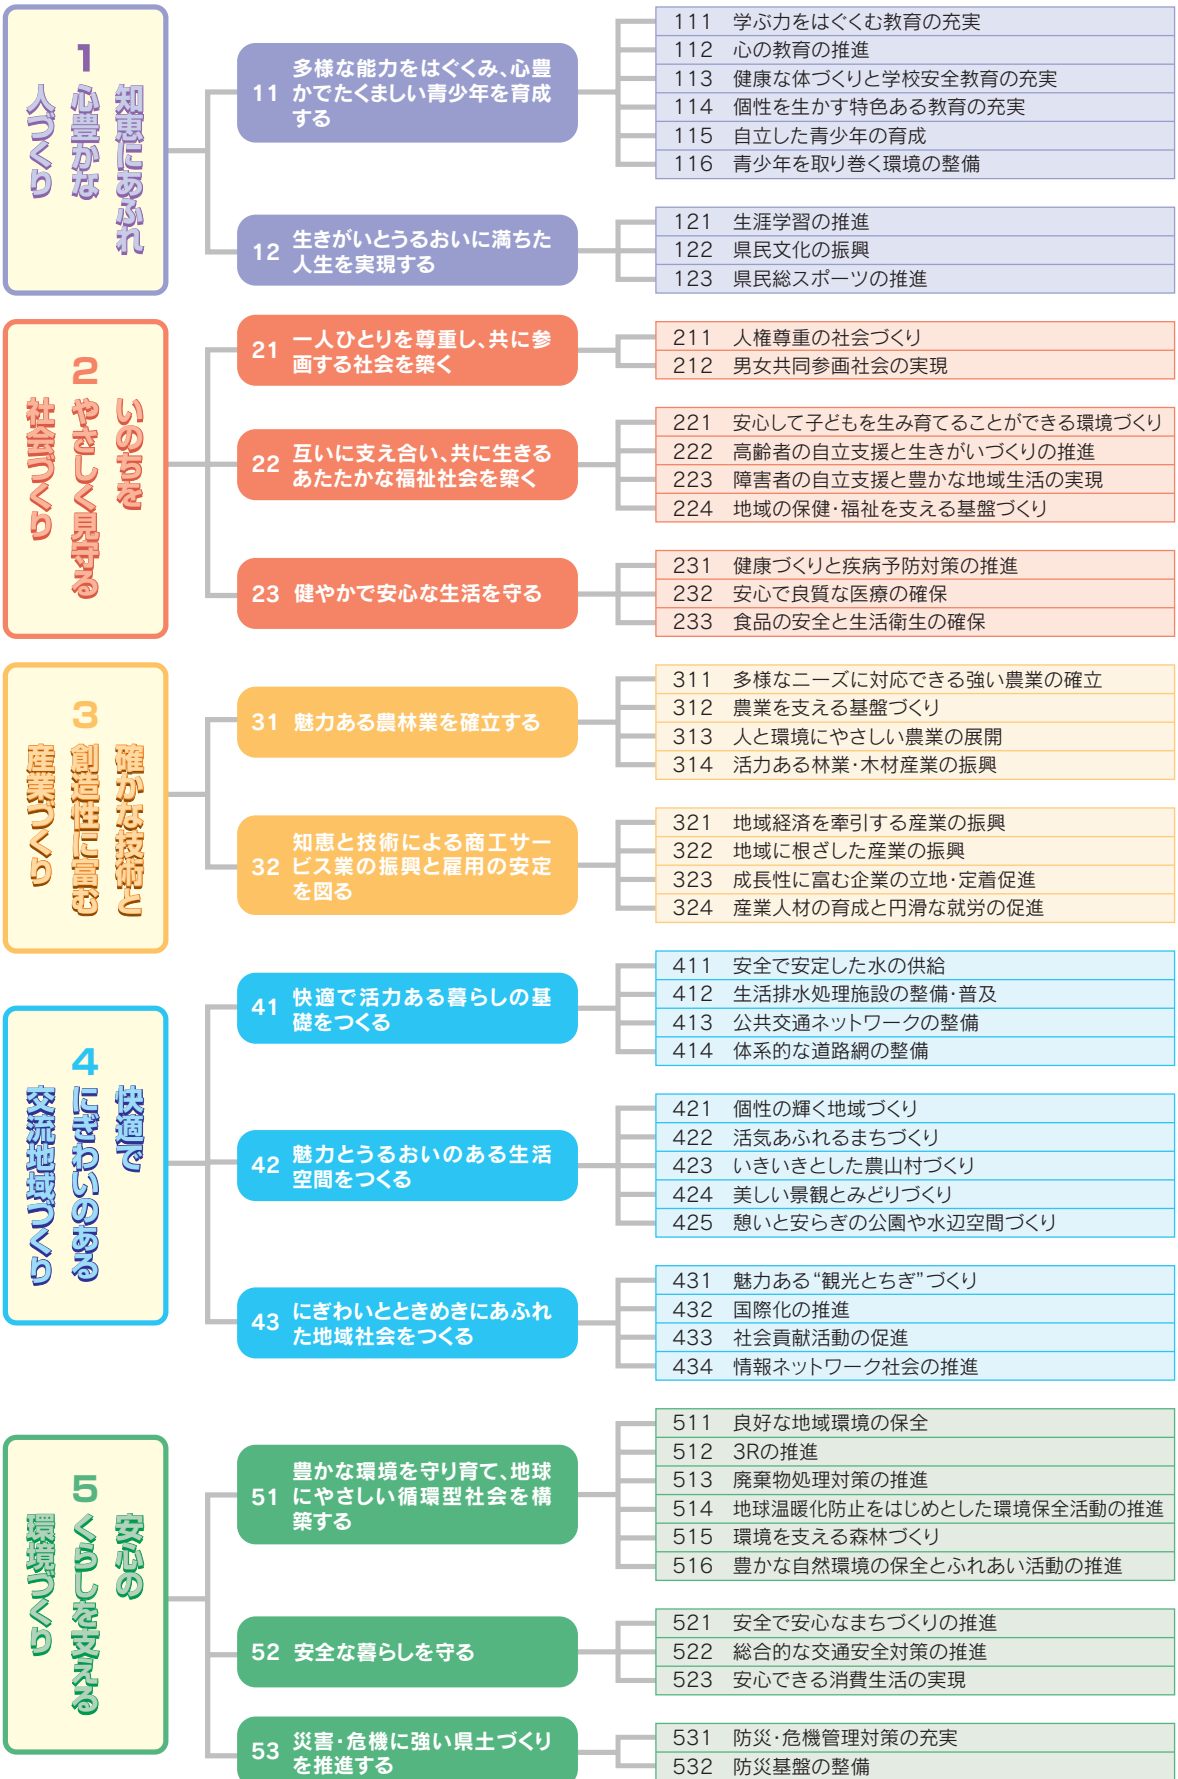 1
知恵にあふれ
心豊かな
人づくり
11 多様な能力をはぐくみ、心豊
かでたくましい青少年を育成
する
111 学ぶ力をはぐくむ教育の充実
112 心の教育の推進
113 健康な体づくりと学校安全教育の充実
114 個性を生かす特色ある教育の充実
115 自立した青少年の育成
116 青少年を取り巻く環境の整備
12 生きがいとうるおいに満ちた
人生を実現する
121 生涯学習の推進
122 県民文化の振興
123 県民総スポーツの推進
2
いのちを
やさしく見守る
社会づくり
21 一人ひとりを尊重し、共に参
画する社会を築く
211 人権尊重の社会づくり
212 男女共同参画社会の実現
22 互いに支え合い、共に生きる
あたたかな福祉社会を築く
221 安心して子どもを生み育てることができる環境づくり
222 高齢者の自立支援と生きがいづくりの推進
223 障害者の自立支援と豊かな地域生活の実現
224 地域の保健・福祉を支える基盤づくり
23 健やかで安心な生活を守る
231 健康づくりと疾病予防対策の推進
232 安心で良質な医療の確保
233 食品の安全と生活衛生の確保
3
確かな技術と
創造性に富む
産業づくり
31 魅力ある農林業を確立する
311 多様なニーズに対応できる強い農業の確立
312 農業を支える基盤づくり
313 人と環境にやさしい農業の展開
314 活力ある林業・木材産業の振興
32 知恵と技術による商工サー
ビス業の振興と雇用の安定
を図る
321 地域経済を牽引する産業の振興
322 地域に根ざした産業の振興
323 成長性に富む企業の立地・定着促進
324 産業人材の育成と円滑な就労の促進
4
快適で
にぎわいのある
交流地域づくり
41 快適で活力ある暮らしの基
礎をつくる
411 安全で安定した水の供給
412 生活排水処理施設の整備・普及
413 公共交通ネットワークの整備
414 体系的な道路網の整備
42 魅力とうるおいのある生活
空間をつくる
421 個性の輝く地域づくり
422 活気あふれるまちづくり
423 いきいきとした農山村づくり
424 美しい景観とみどりづくり
425 憩いと安らぎの公園や水辺空間づくり
43 にぎわいとときめきにあふれ
た地域社会をつくる
431 魅力ある“観光とちぎ”づくり
432 国際化の推進
433 社会貢献活動の促進
434 情報ネットワーク社会の推進
5
安心の
くらしを支える
環境づくり
51 豊かな環境を守り育て、地球
にやさしい循環型社会を構
築する
511 良好な地域環境の保全
512 3Rの推進
513 廃棄物処理対策の推進
514 地球温暖化防止をはじめとした環境保全活動の推進
515 環境を支える森林づくり
516 豊かな自然環境の保全とふれあい活動の推進
52 安全な暮らしを守る
521 安全で安心なまちづくりの推進
522 総合的な交通安全対策の推進
523 安心できる消費生活の実現
53 災害・危機に強い県土づくり
を推進する
531 防災・危機管理対策の充実
532 防災基盤の整備